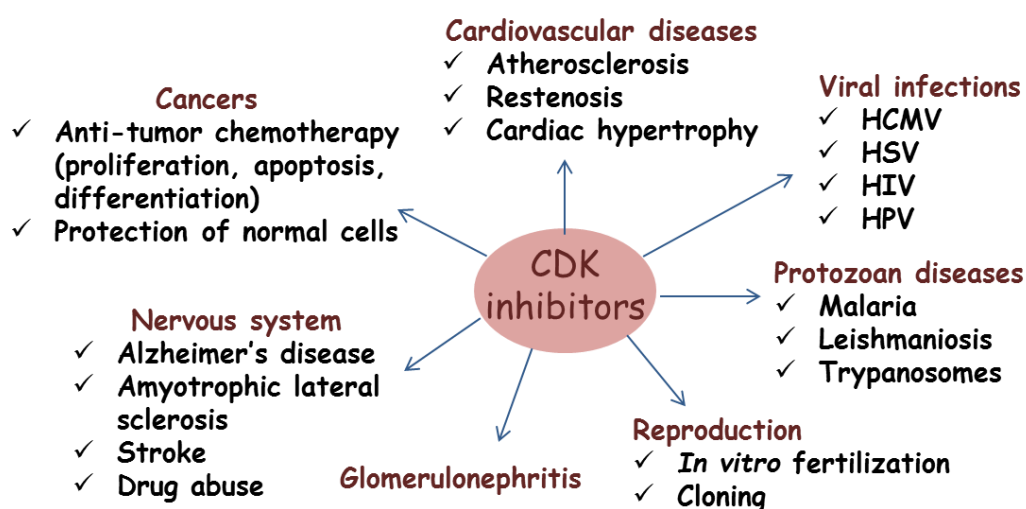 Cardiovascular diseases
✓ Atherosclerosis
✓ Restenosis
✓ Cardiac hypertrophy
Viral infections
✓ HCMV
✓ HSV
✓ HIV
✓ HPV
Cancers
✓ Anti-tumor chemotherapy
(proliferation, apoptosis,
differentiation)
✓ Protection of normal cells
CDK
inhibitors
Protozoan diseases
✓ Malaria
✓ Leishmaniosis
✓ Trypanosomes
Nervous system
✓ Alzheimer's disease
✓ Amyotrophic lateral
sclerosis
✓ Stroke
✓ Drug abuse
Glomerulonephritis
Reproduction
✓ In vitro fertilization
✓ Cloning